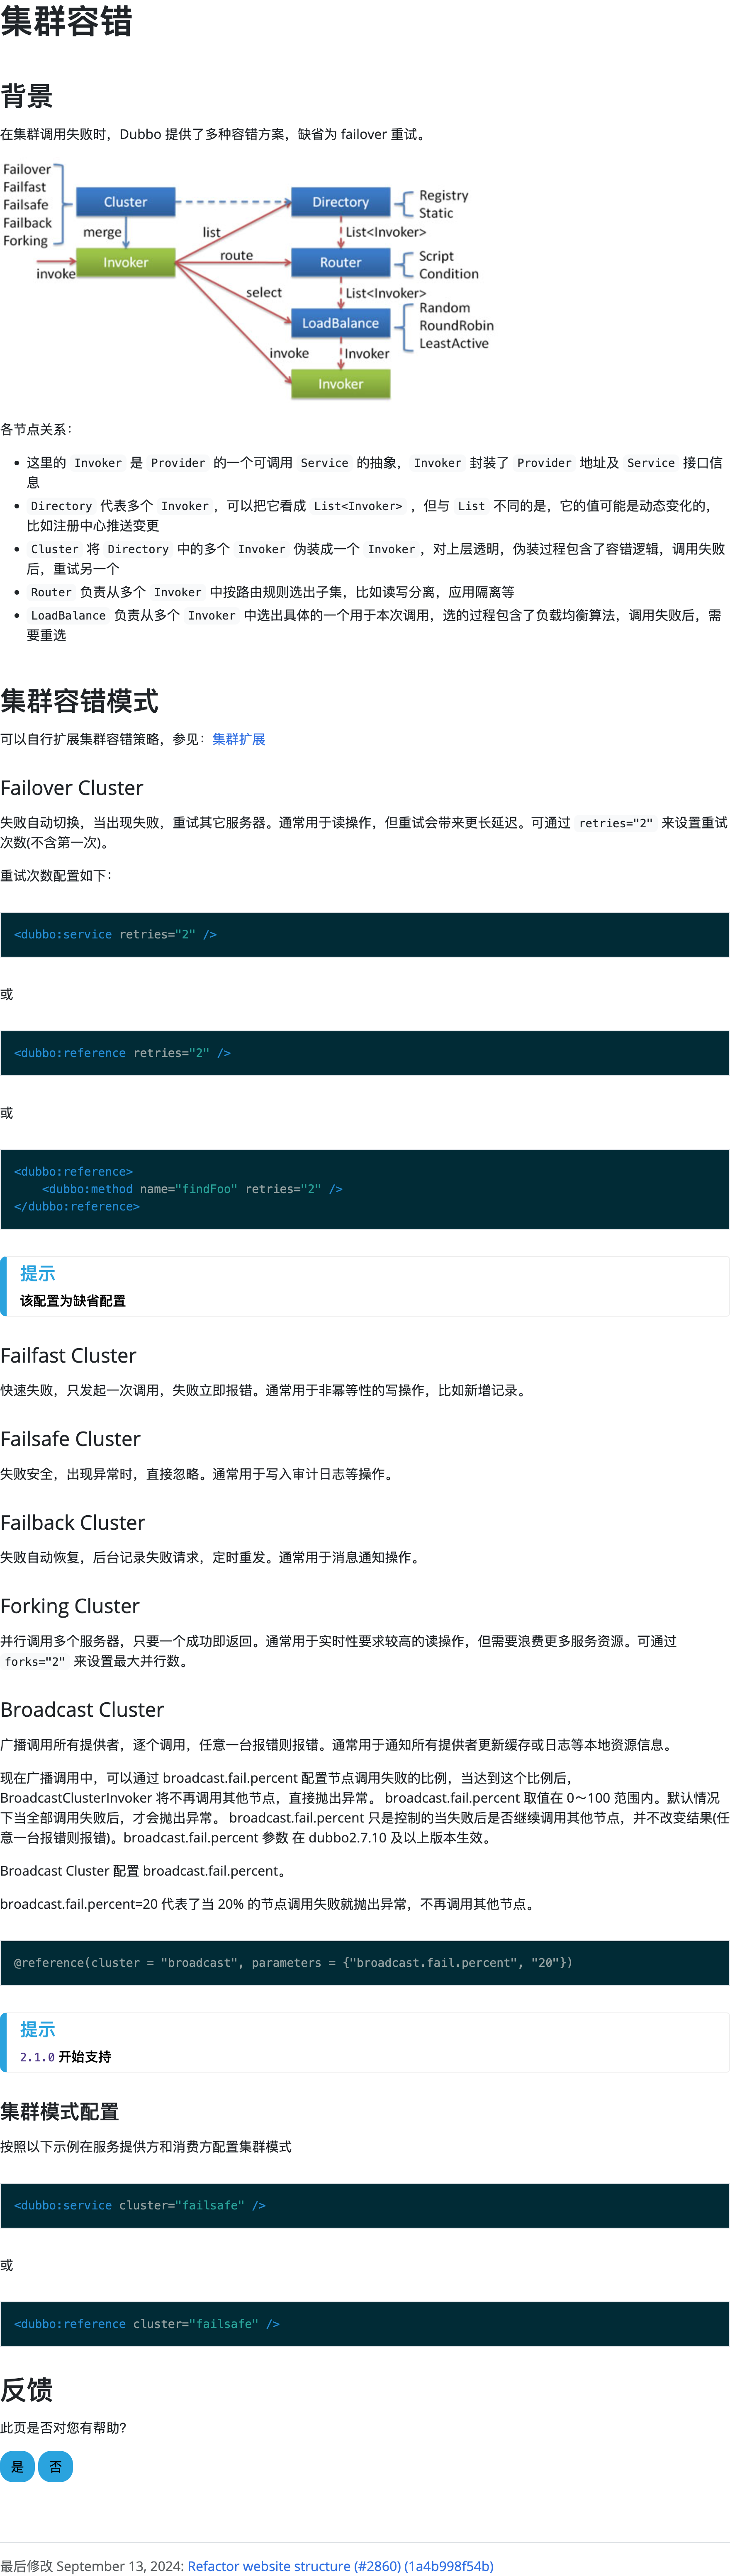 集群容错
背景
在集群调用失败时，Dubbo 提供了多种容错方案，缺省为 failover 重试。
Failover
Failfast
Failsafe
Failback
Forking
Cluster
Directory
Registry
Static
merge
list
List<Invoker>
invoke
Invoker
route
Router
Script
Condition
select
List<Invoker>
LoadBalance
Random
RoundRobin
LeastActive
invoke
Invoker
Invoker
各节点关系：
这里的 Invoker 是 Provider 的一个可调用 Service 的抽象，Invoker 封装了 Provider 地址及 Service 接口信
息
Directory 代表多个 Invoker，可以把它看成 List<Invoker> ，但与 List 不同的是，它的值可能是动态变化的，
比如注册中心推送变更
Cluster 将 Directory 中的多个 Invoker 伪装成一个 Invoker，对上层透明，伪装过程包含了容错逻辑，调用失败
后，重试另一个
Router 负责从多个 Invoker 中按路由规则选出子集，比如读写分离，应用隔离等
LoadBalance 负责从多个 Invoker 中选出具体的一个用于本次调用，选的过程包含了负载均衡算法，调用失败后，需
要重选
集群容错模式
可以自行扩展集群容错策略，参见：集群扩展
Failover Cluster
失败自动切换，当出现失败，重试其它服务器。通常用于读操作，但重试会带来更长延迟。可通过 retries="2" 来设置重试
次数(不含第一次)。
重试次数配置如下：
<dubbo:service retries="2" />
或
<dubbo:reference retries="2" />
或
<dubbo:reference>
    <dubbo:method name="findFoo" retries="2" />
</dubbo:reference>
提示
该配置为缺省配置
Failfast Cluster
快速失败，只发起一次调用，失败立即报错。通常用于非幂等性的写操作，比如新增记录。
Failsafe Cluster
失败安全，出现异常时，直接忽略。通常用于写入审计日志等操作。
Failback Cluster
失败自动恢复，后台记录失败请求，定时重发。通常用于消息通知操作。
Forking Cluster
并行调用多个服务器，只要一个成功即返回。通常用于实时性要求较高的读操作，但需要浪费更多服务资源。可通过
forks="2" 来设置最大并行数。
Broadcast Cluster
广播调用所有提供者，逐个调用，任意一台报错则报错。通常用于通知所有提供者更新缓存或日志等本地资源信息。
现在广播调用中，可以通过 broadcast.fail.percent 配置节点调用失败的比例，当达到这个比例后，
BroadcastClusterInvoker 将不再调用其他节点，直接抛出异常。 broadcast.fail.percent 取值在 0～100 范围内。默认情况
下当全部调用失败后，才会抛出异常。 broadcast.fail.percent 只是控制的当失败后是否继续调用其他节点，并不改变结果(任
意一台报错则报错)。broadcast.fail.percent 参数 在 dubbo2.7.10 及以上版本生效。
Broadcast Cluster 配置 broadcast.fail.percent。
broadcast.fail.percent=20 代表了当 20% 的节点调用失败就抛出异常，不再调用其他节点。
@reference(cluster = "broadcast", parameters = {"broadcast.fail.percent", "20"})
提示
2.1.0 开始支持
集群模式配置
按照以下示例在服务提供方和消费方配置集群模式
<dubbo:service cluster="failsafe" />
或
<dubbo:reference cluster="failsafe" />
反馈
此页是否对您有帮助?
是 否
最后修改 September 13, 2024: Refactor website structure (#2860) (1a4b998f54b)